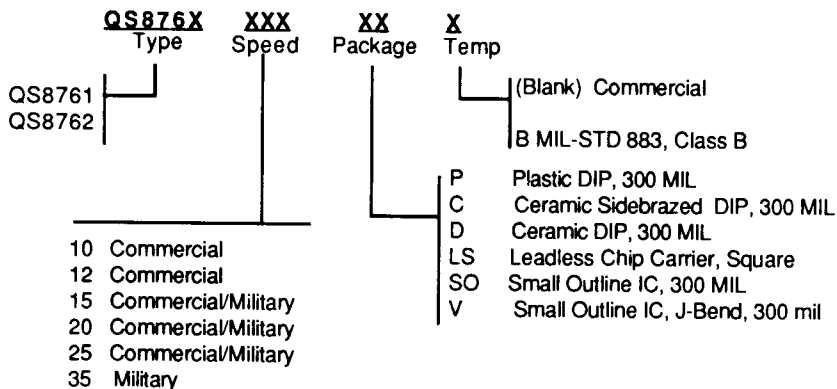 QS876X XXX XX X
Type Speed Package Temp
QS8761
QS8762
(Blank) Commercial
B MIL-STD 883, Class B
P Plastic DIP, 300 MIL
C Ceramic Sidebrazed DIP, 300 MIL
D Ceramic DIP, 300 MIL
LS Leadless Chip Carrier, Square
SO Small Outline IC, 300 MIL
V Small Outline IC, J-Bend, 300 mil
10 Commercial
12 Commercial
15 Commercial/Military
20 Commercial/Military
25 Commercial/Military
35 Military